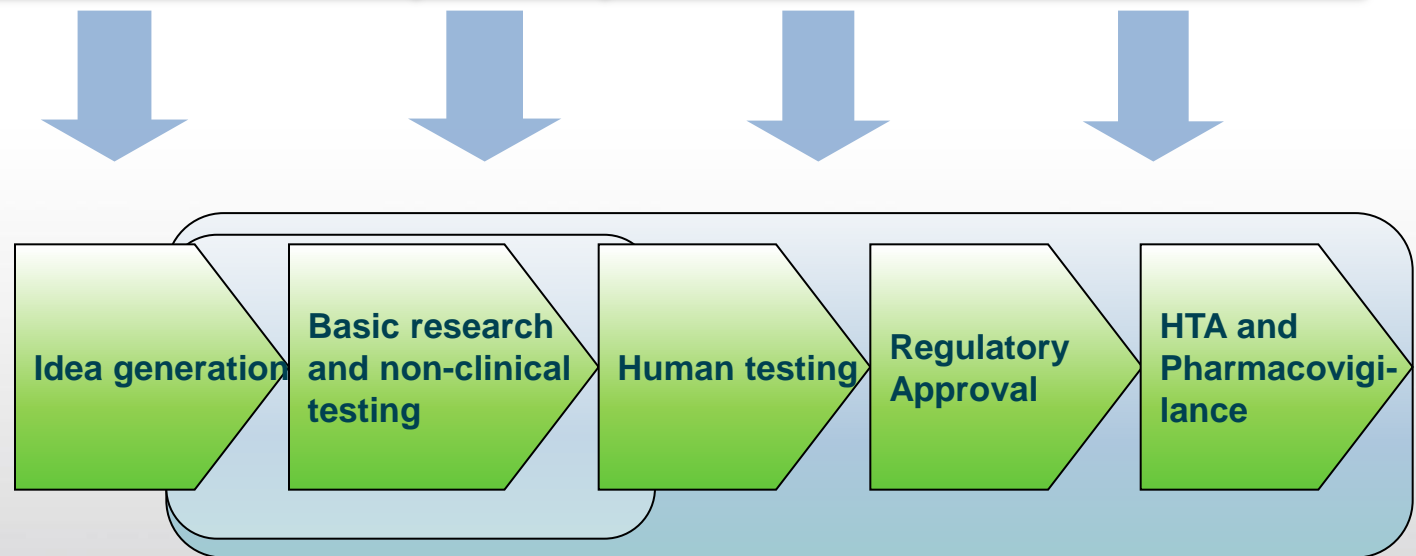 Idea generation
Basic research
and non-clinical
testing
Human testing
Regulatory
Approval
HTA and
Pharmacovigi-
lance